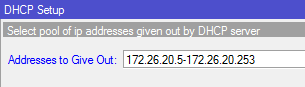 DHCP Setup
Select pool of ip addresses given out by DHCP server
Addresses to Give Out: 172.26.20.5-172.26.20.253